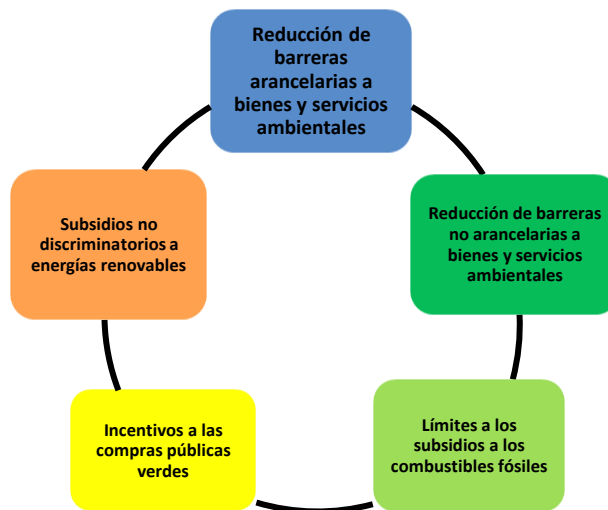 Reducción de
barreras
arancelarias a
bienes y servicios
ambientales
Reducción de barreras
no arancelarias a
bienes y servicios
ambientales
Límites a los
subsidios a los
combustibles fósiles
Incentivos a las
compras públicas
verdes
Subsidios no
discriminatorios a
energías renovables